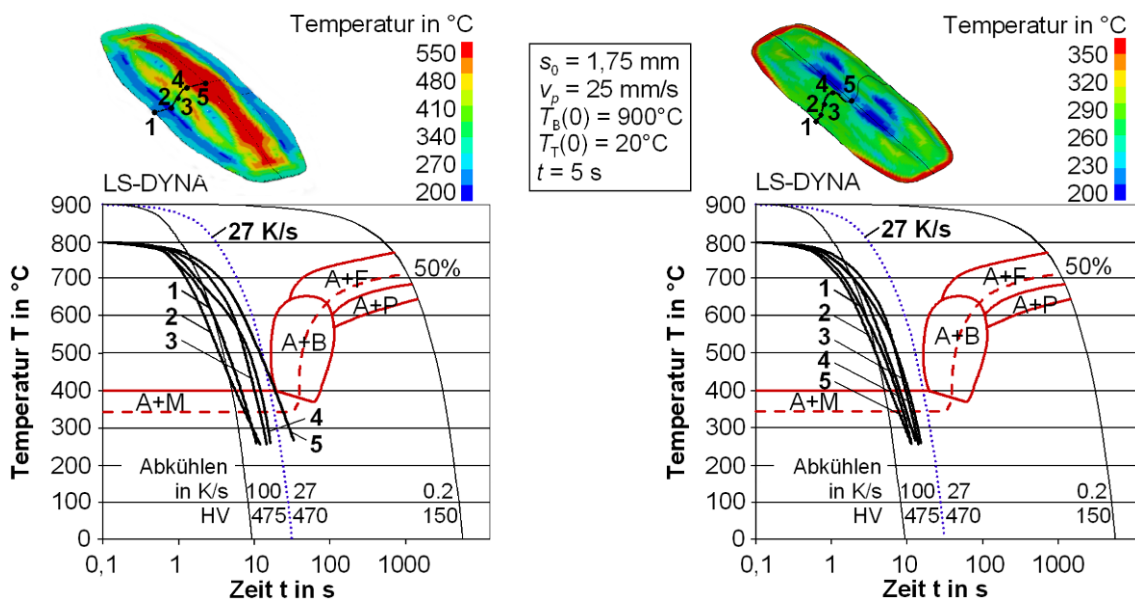 Temperatur in °C
550
480
410
340
270
200
4
2
3
5
1
LS-DYNA
s₀ = 1,75 mm
vₚ = 25 mm/s
T_B(0) = 900°C
T_T(0) = 20°C
t = 5 s
Temperatur in °C
350
320
290
260
230
200
4
5
2
3
1
LS-DYNA
Temperatur T in °C
900
800
700
600
500
400
300
200
100
0
27 K/s
A+F
50%
A+P
1
2
3
A+B
A+M
4
5
Abkühlen
in K/s 100 27 0.2
HV 475 470 150
0,1 1 10 100 1000
Zeit t in s
Temperatur T in °C
900
800
700
600
500
400
300
200
100
0
27 K/s
A+F
50%
A+P
1
2
3
A+B
4
5
A+M
Abkühlen
in K/s 100 27 0.2
HV 475 470 150
0,1 1 10 100 1000
Zeit t in s